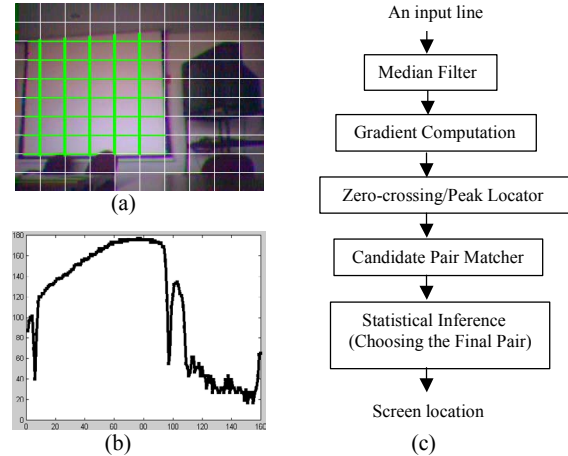 (a)
180
160
140
120
100
80
60
40
20
0
0 20 40 60 80 100 120 140 160
(b)
An input line
Median Filter
Gradient Computation
Zero-crossing/Peak Locator
Candidate Pair Matcher
Statistical Inference
(Choosing the Final Pair)
Screen location
(c)